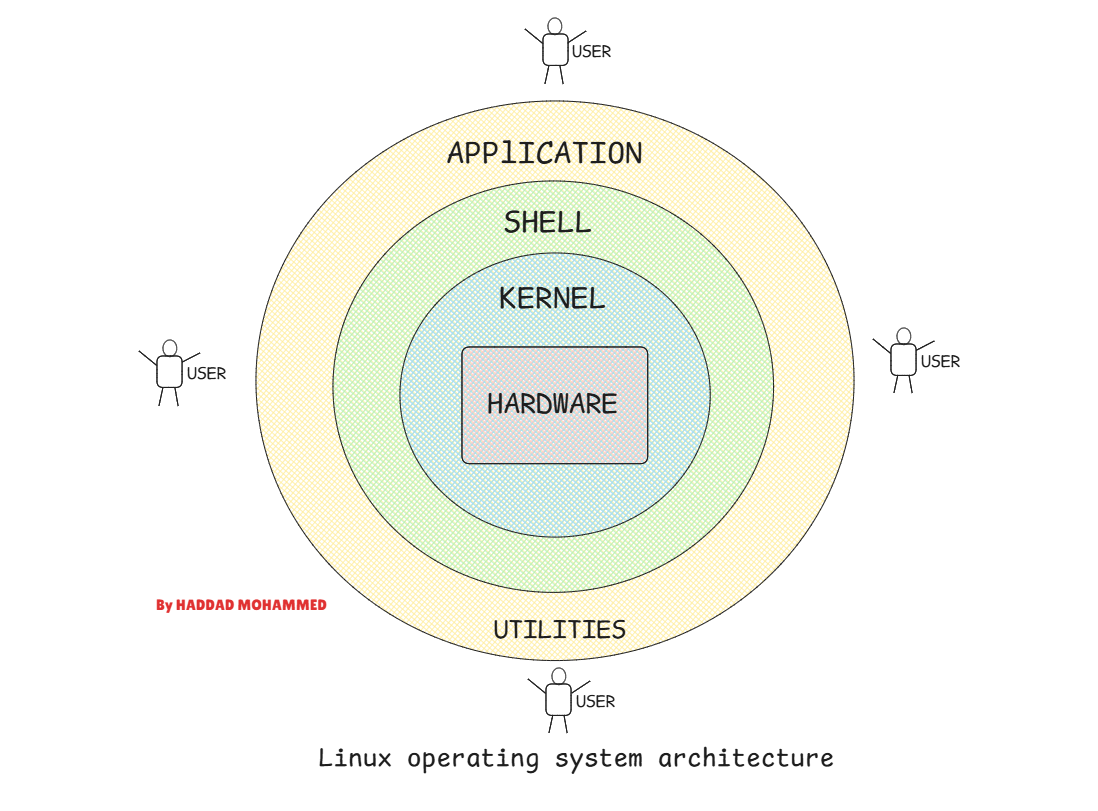 USER
APPlICATION
SHELL
KERNEL
USER
USER
HARDWARE
By HADDAD MOHAMMED
UTILITIES
USER
Linux operating system architecture